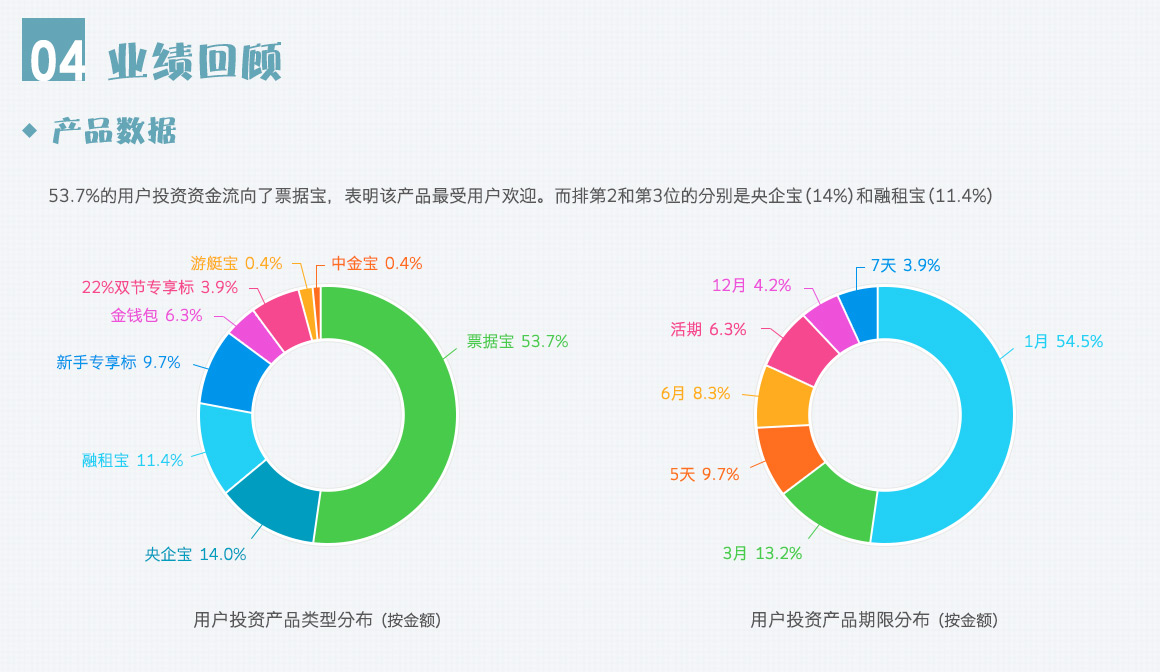 04 业绩回顾
产品数据
53.7%的用户投资资金流向了票据宝，表明该产品最受用户欢迎。而排第2和第3位的分别是央企宝(14%)和融租宝(11.4%)
游艇宝 0.4%
中金宝 0.4%
22%双节专享标 3.9%
金钱包 6.3%
新手专享标 9.7%
融租宝 11.4%
央企宝 14.0%
票据宝 53.7%
用户投资产品类型分布 (按金额)
7天 3.9%
12月 4.2%
活期 6.3%
6月 8.3%
5天 9.7%
3月 13.2%
1月 54.5%
用户投资产品期限分布 (按金额)